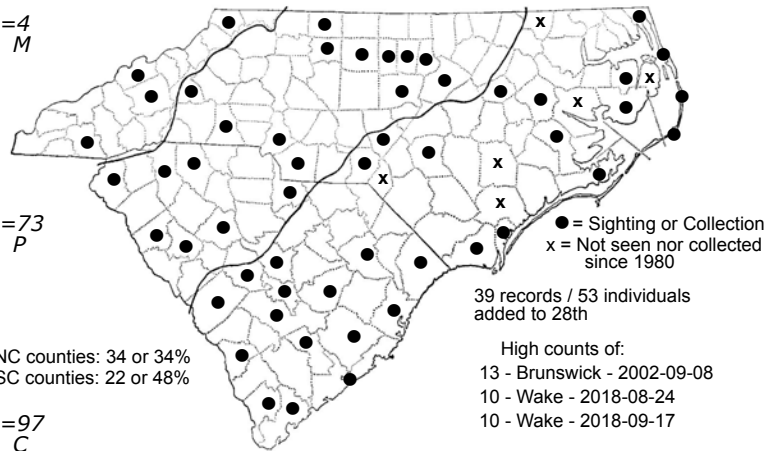 =4
M
=73
P
● = Sighting or Collection
x = Not seen nor collected
since 1980
39 records / 53 individuals
added to 28th
NC counties: 34 or 34%
SC counties: 22 or 48%
High counts of:
13 - Brunswick - 2002-09-08
10 - Wake - 2018-08-24
10 - Wake - 2018-09-17
=97
C